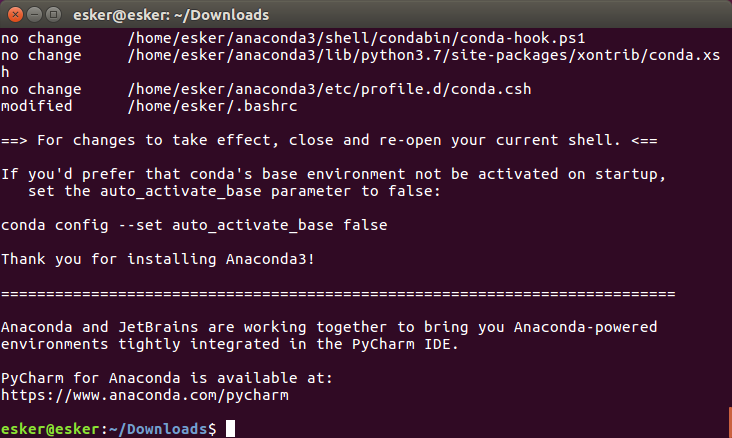 esker@esker: ~/Downloads
no change     /home/esker/anaconda3/shell/condabin/conda-hook.ps1
no change     /home/esker/anaconda3/lib/python3.7/site-packages/xontrib/conda.xs
h
no change     /home/esker/anaconda3/etc/profile.d/conda.csh
modified      /home/esker/.bashrc
==> For changes to take effect, close and re-open your current shell. <==
If you'd prefer that conda's base environment not be activated on startup,
   set the auto_activate_base parameter to false:
conda config --set auto_activate_base false
Thank you for installing Anaconda3!
===========================================================================
Anaconda and JetBrains are working together to bring you Anaconda-powered
environments tightly integrated in the PyCharm IDE.
PyCharm for Anaconda is available at:
https://www.anaconda.com/pycharm
esker@esker:~/Downloads$